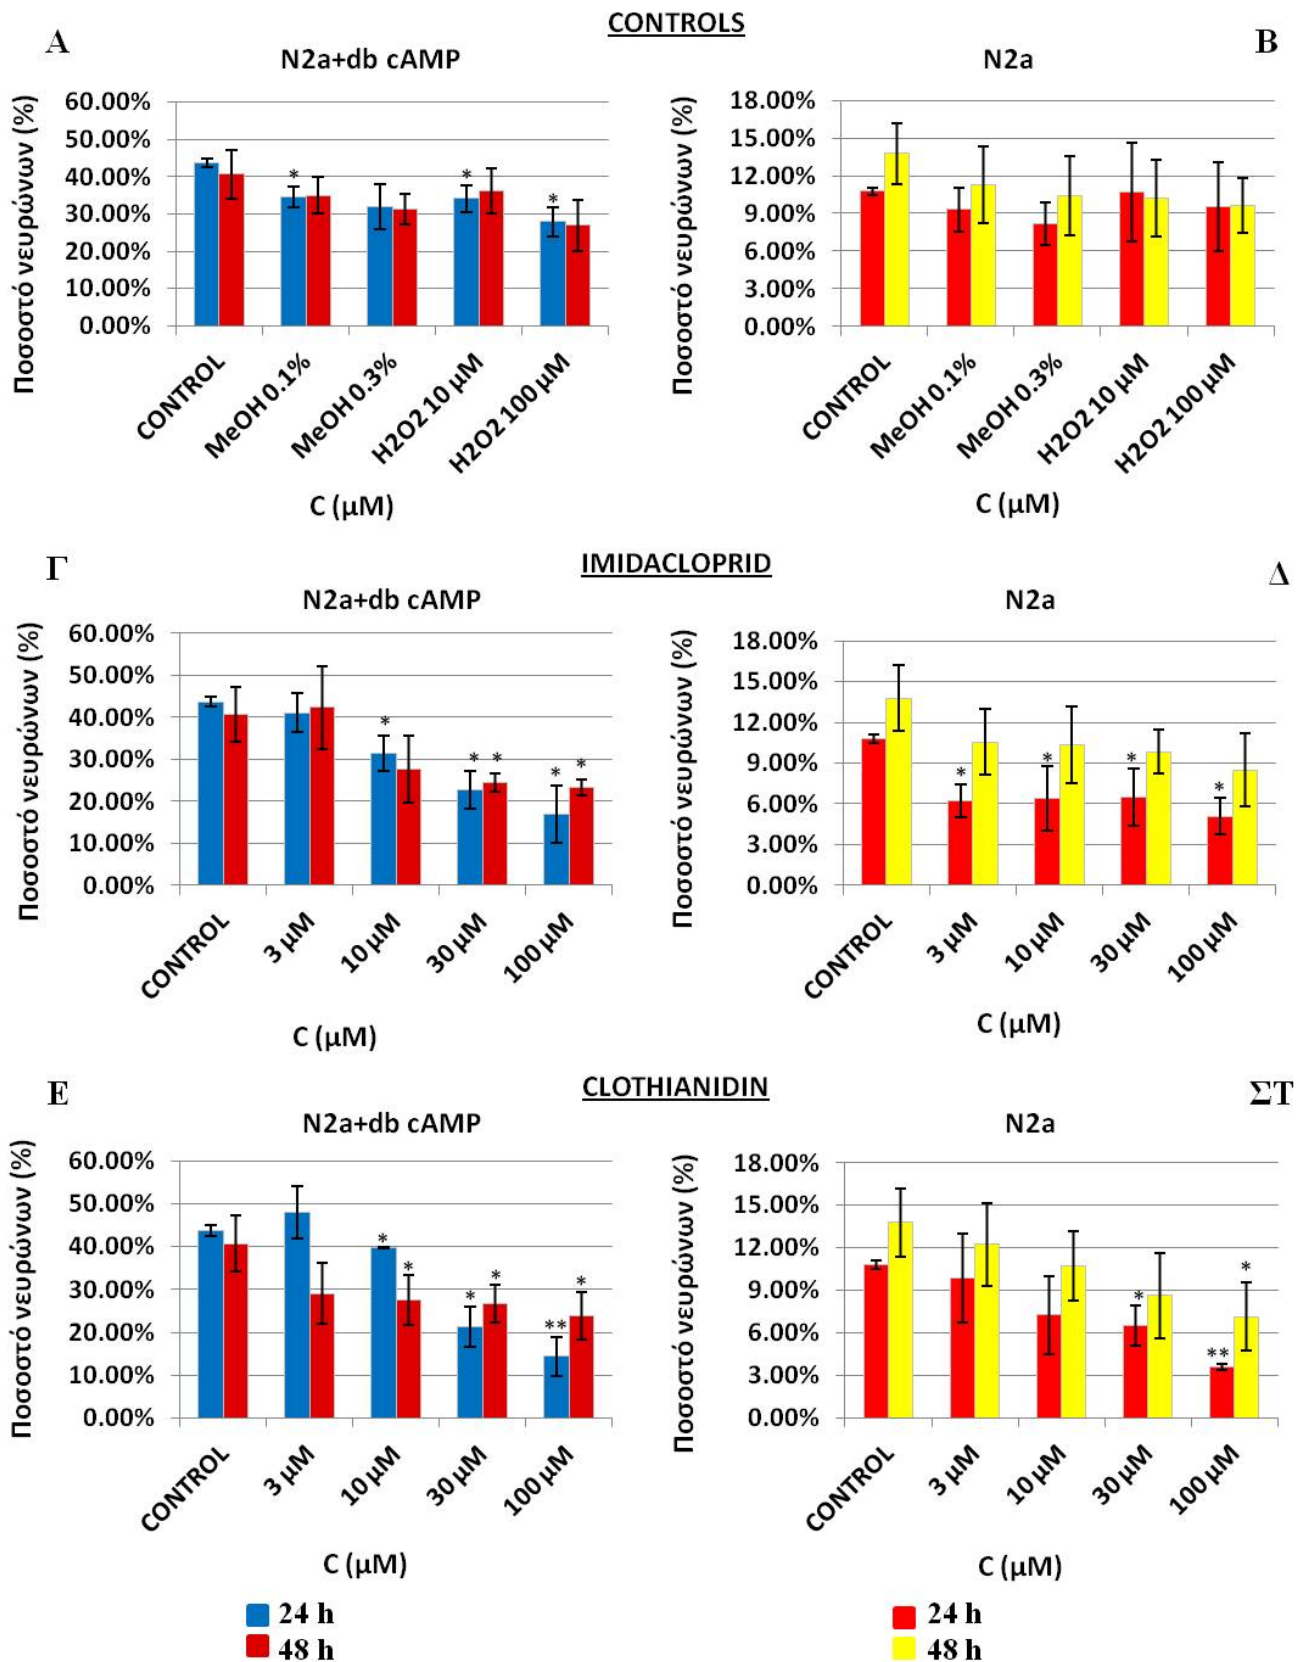 CONTROLS
A
B
N2a+db cAMP
N2a
Ποσοστό νευρώνων (%)
60.00%
50.00%
40.00%
30.00%
20.00%
10.00%
0.00%
* * *
CONTROL
MeOH 0.1%
MeOH 0.3%
H2O2 10 μM
H2O2 100 μM
C (μM)
Ποσοστό νευρώνων (%)
18.00%
15.00%
12.00%
9.00%
6.00%
3.00%
0.00%
CONTROL
MeOH 0.1%
MeOH 0.3%
H2O2 10 μM
H2O2 100 μM
C (μM)
IMIDACLOPRID
Γ
Δ
N2a+db cAMP
N2a
Ποσοστό νευρώνων (%)
60.00%
50.00%
40.00%
30.00%
20.00%
10.00%
0.00%
* * * * *
CONTROL
3 μM
10 μM
30 μM
100 μM
C (μM)
Ποσοστό νευρώνων (%)
18.00%
15.00%
12.00%
9.00%
6.00%
3.00%
0.00%
* * * *
CONTROL
3 μM
10 μM
30 μM
100 μM
C (μM)
CLOTHIANIDIN
E
ΣΤ
N2a+db cAMP
N2a
Ποσοστό νευρώνων (%)
60.00%
50.00%
40.00%
30.00%
20.00%
10.00%
0.00%
* * * * ** *
CONTROL
3 μM
10 μM
30 μM
100 μM
C (μM)
Ποσοστό νευρώνων (%)
18.00%
15.00%
12.00%
9.00%
6.00%
3.00%
0.00%
* ** *
CONTROL
3 μM
10 μM
30 μM
100 μM
C (μM)
24 h
48 h
24 h
48 h